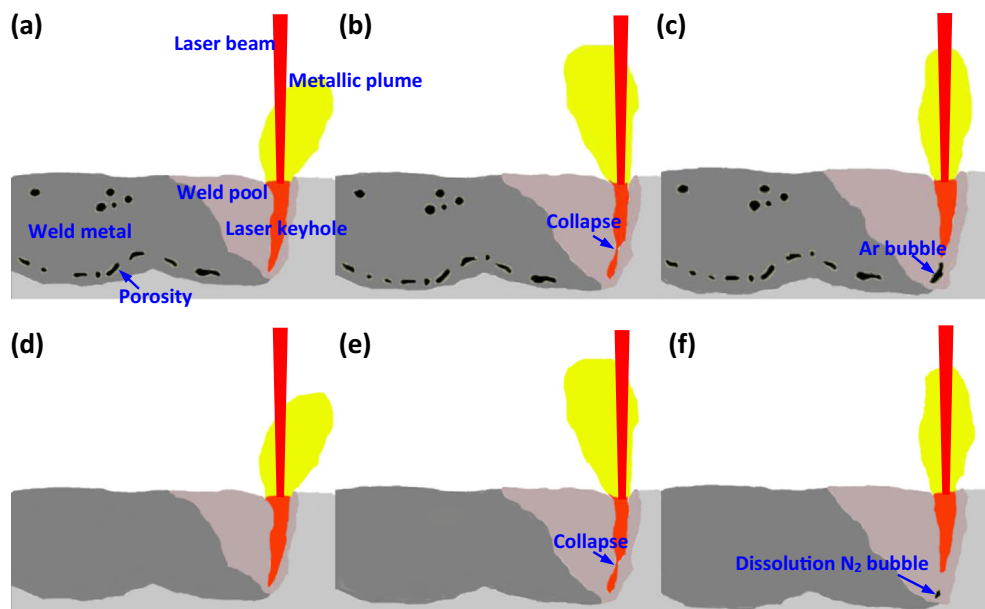 (a)
Laser beam
Metallic plume
Weld pool
Weld metal
Laser keyhole
Porosity
(b)
Collapse
(c)
Ar bubble
(d)
(e)
Collapse
(f)
Dissolution N₂ bubble